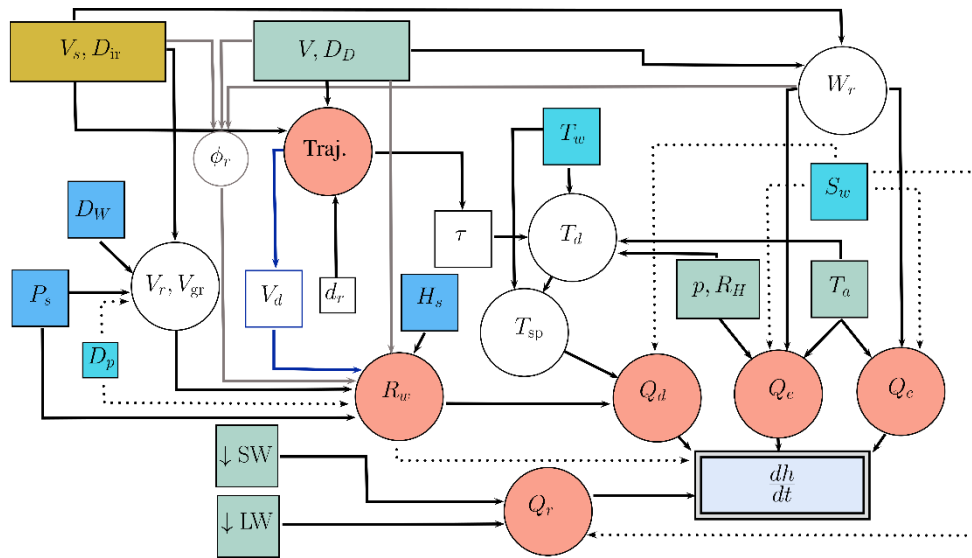 V_s, D_ir
V, D_D
W_r
ϕ_r
Traj.
T_w
S_w
D_W
τ
T_d
P_s
V_r, V_gr
V_d
d_r
H_s
T_sp
p, R_H
T_a
D_p
R_w
Q_d
Q_e
Q_c
↓ SW
dh
dt
↓ LW
Q_r